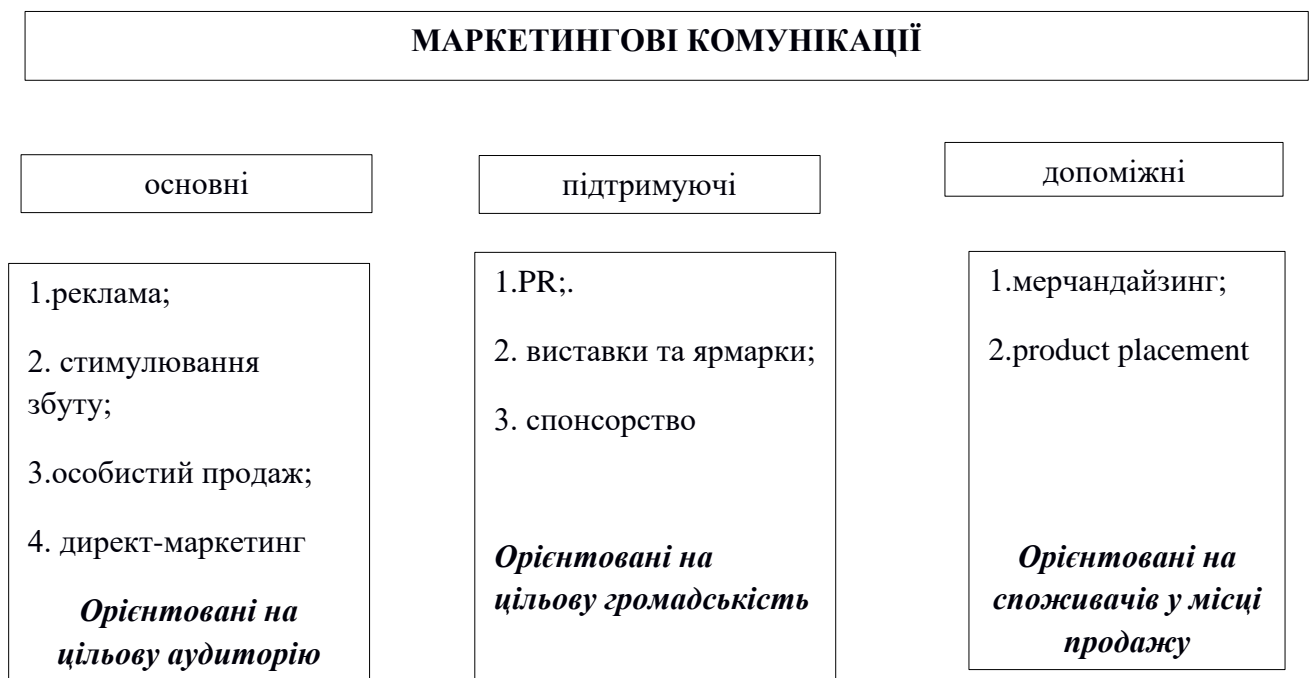 МАРКЕТИНГОВІ КОМУНІКАЦІЇ
основні
1.реклама;
2. стимулювання
збуту;
3.особистий продаж;
4. директ-маркетинг
Орієнтовані на
цільову аудиторію
підтримуючі
1.PR;.
2. виставки та ярмарки;
3. спонсорство
Орієнтовані на
цільову громадськість
допоміжні
1.мерчандайзинг;
2.product placement
Орієнтовані на
споживачів у місці
продажу